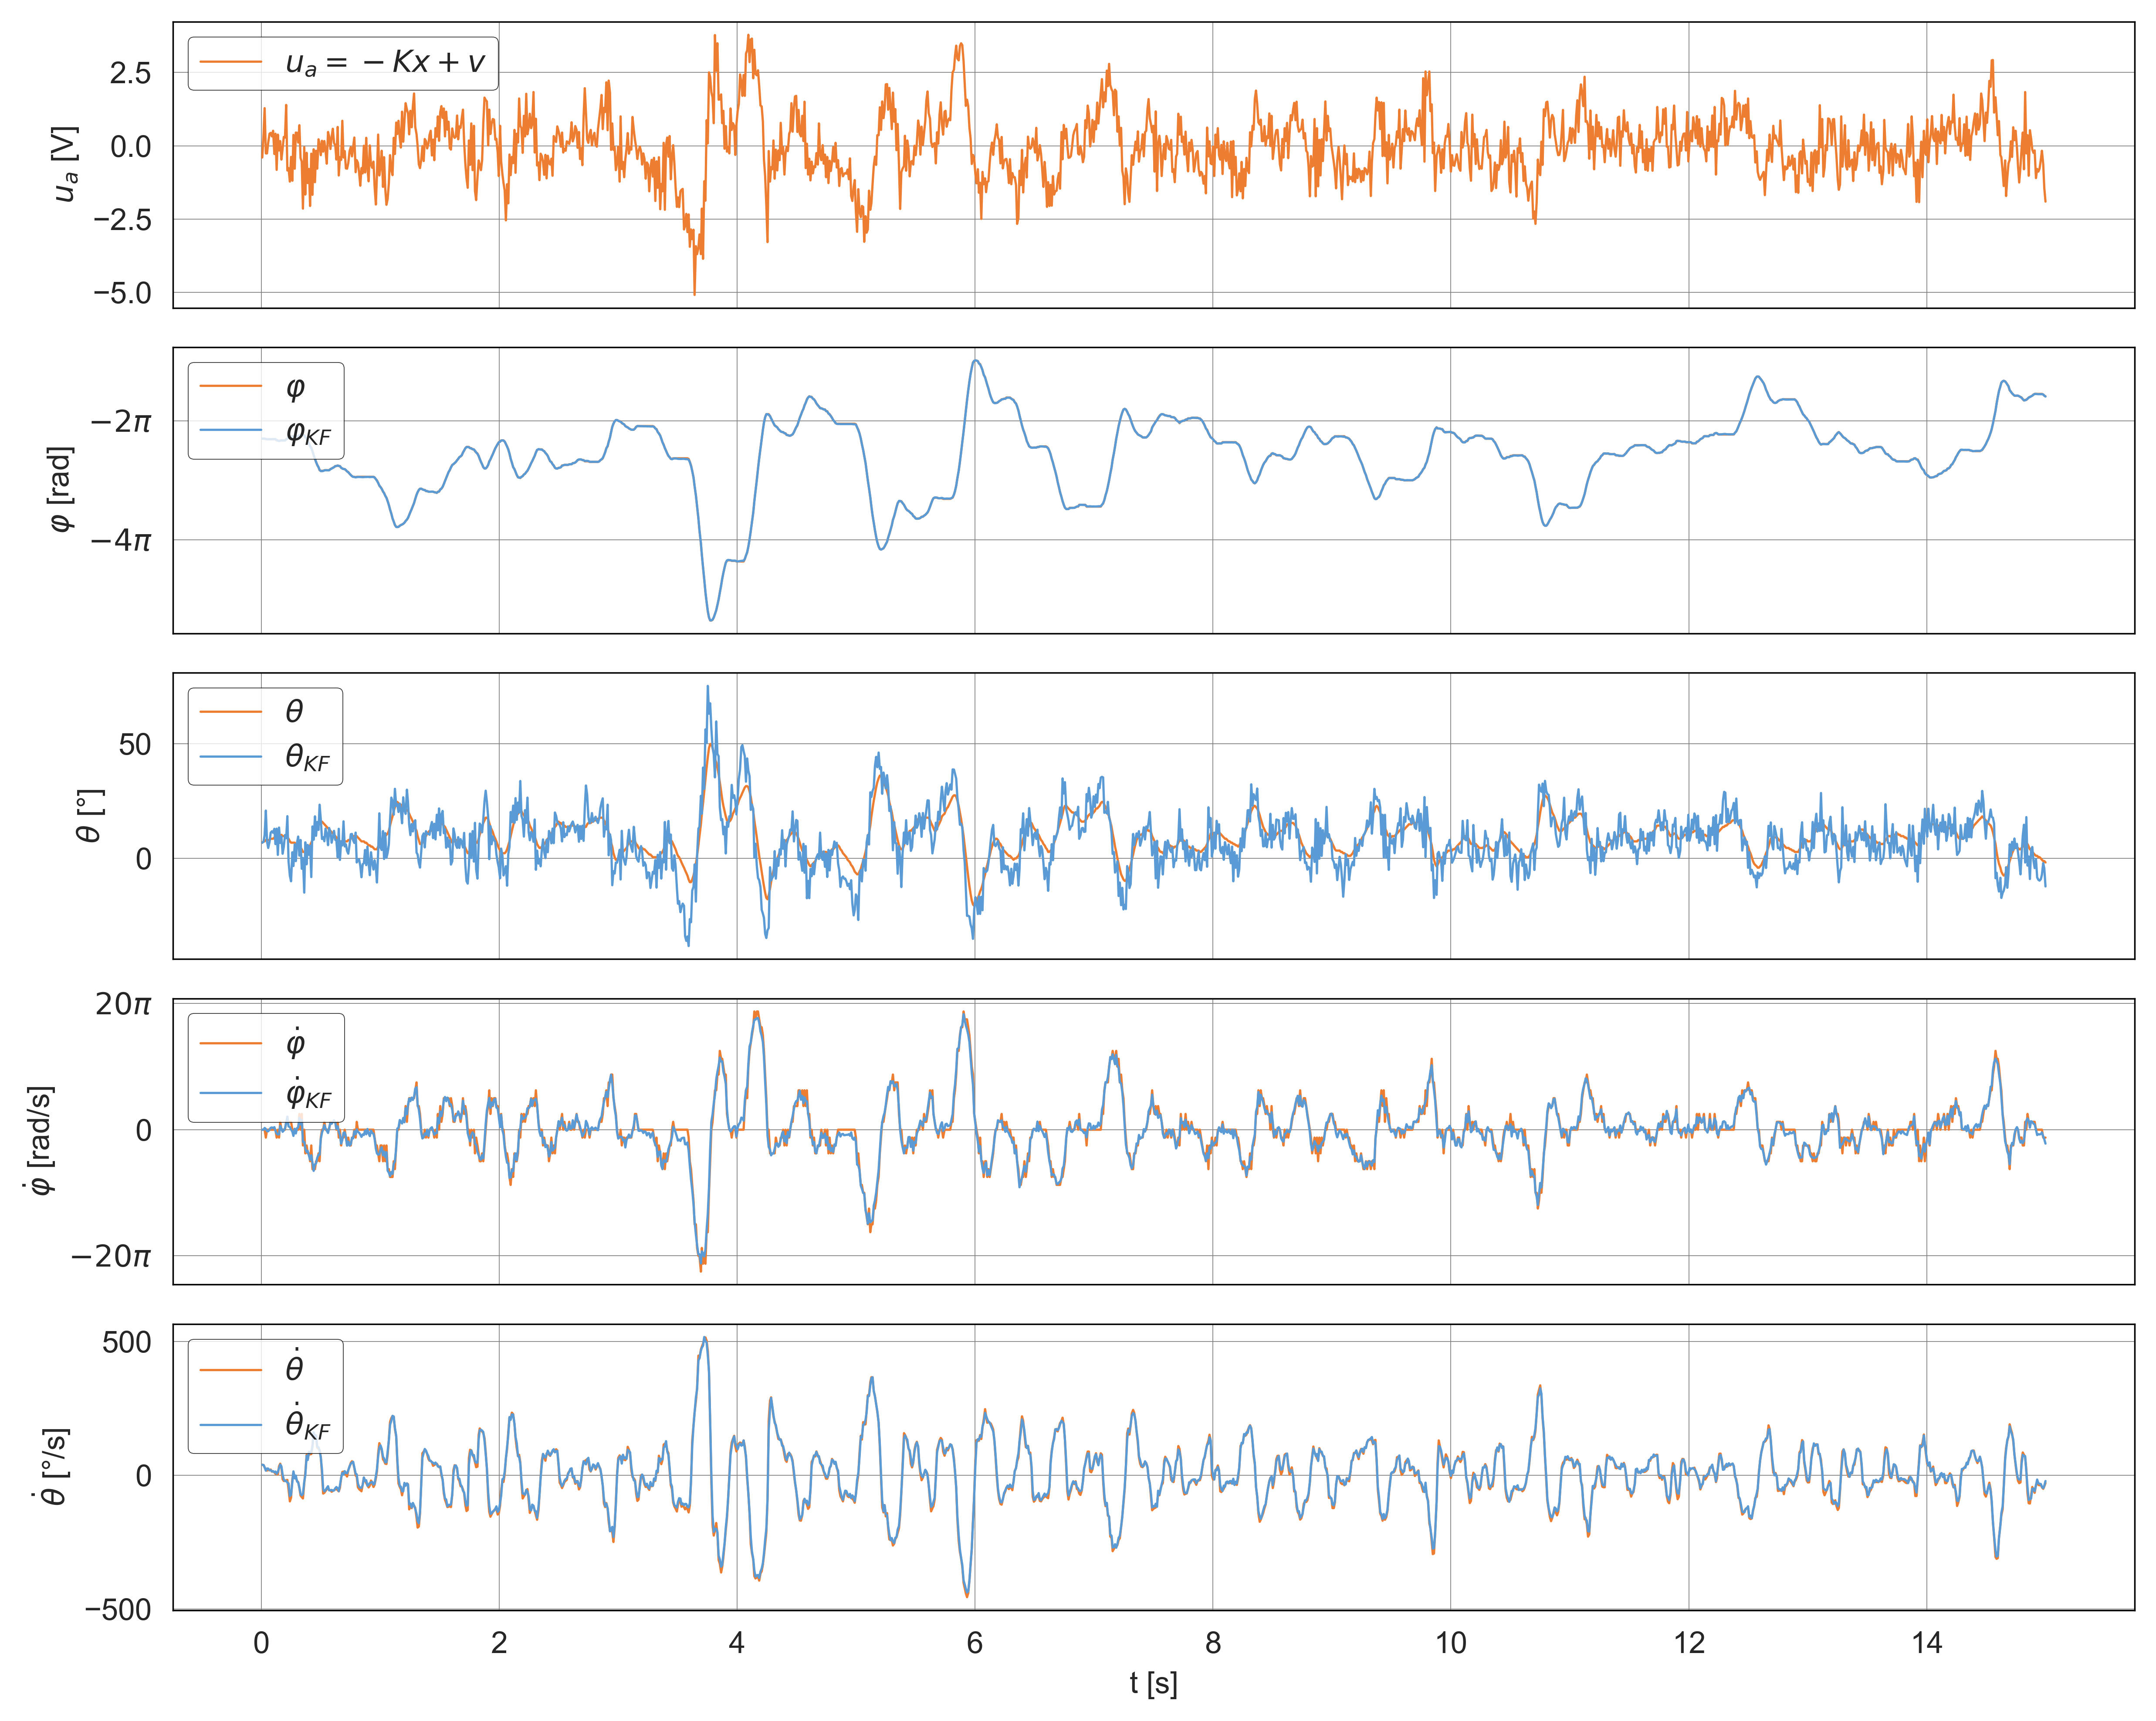 u_a = −Kx + v
2.5
0.0
−2.5
−5.0
u_a [V]
φ
φ_KF
−2π
−4π
φ [rad]
θ
θ_KF
50
0
θ [°]
φ̇
φ̇_KF
20π
0
−20π
φ̇ [rad/s]
θ̇
θ̇_KF
500
0
−500
θ̇ [°/s]
0 2 4 6 8 10 12 14
t [s]